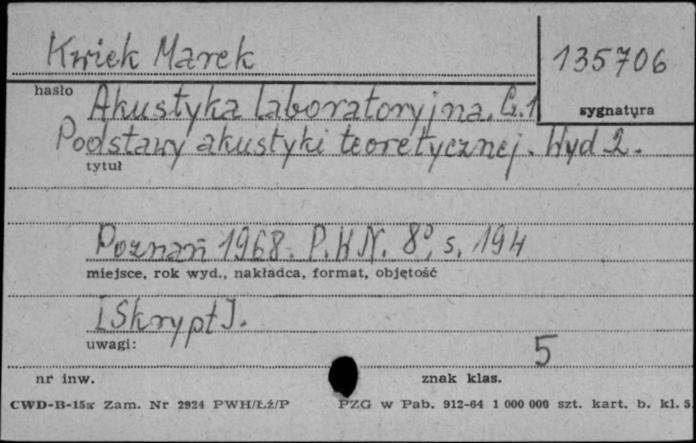 Kwiek Marek
135706
hasło
Akustyka laboratoryjna. Cz. 1
sygnatura
Podstawy akustyki teoretycznej. Wyd 2.
tytuł
Poznań 1968. P.W.N. 8°, s. 194
miejsce, rok wyd., nakładca, format, objętość
[Skrypt].
uwagi:
5
nr inw.
znak klas.
CWD-B-15a Zam. Nr 2924 PWH/Łź/P PZG w Pab. 912-64 1 000 000 szt. kart. b. kl. 5